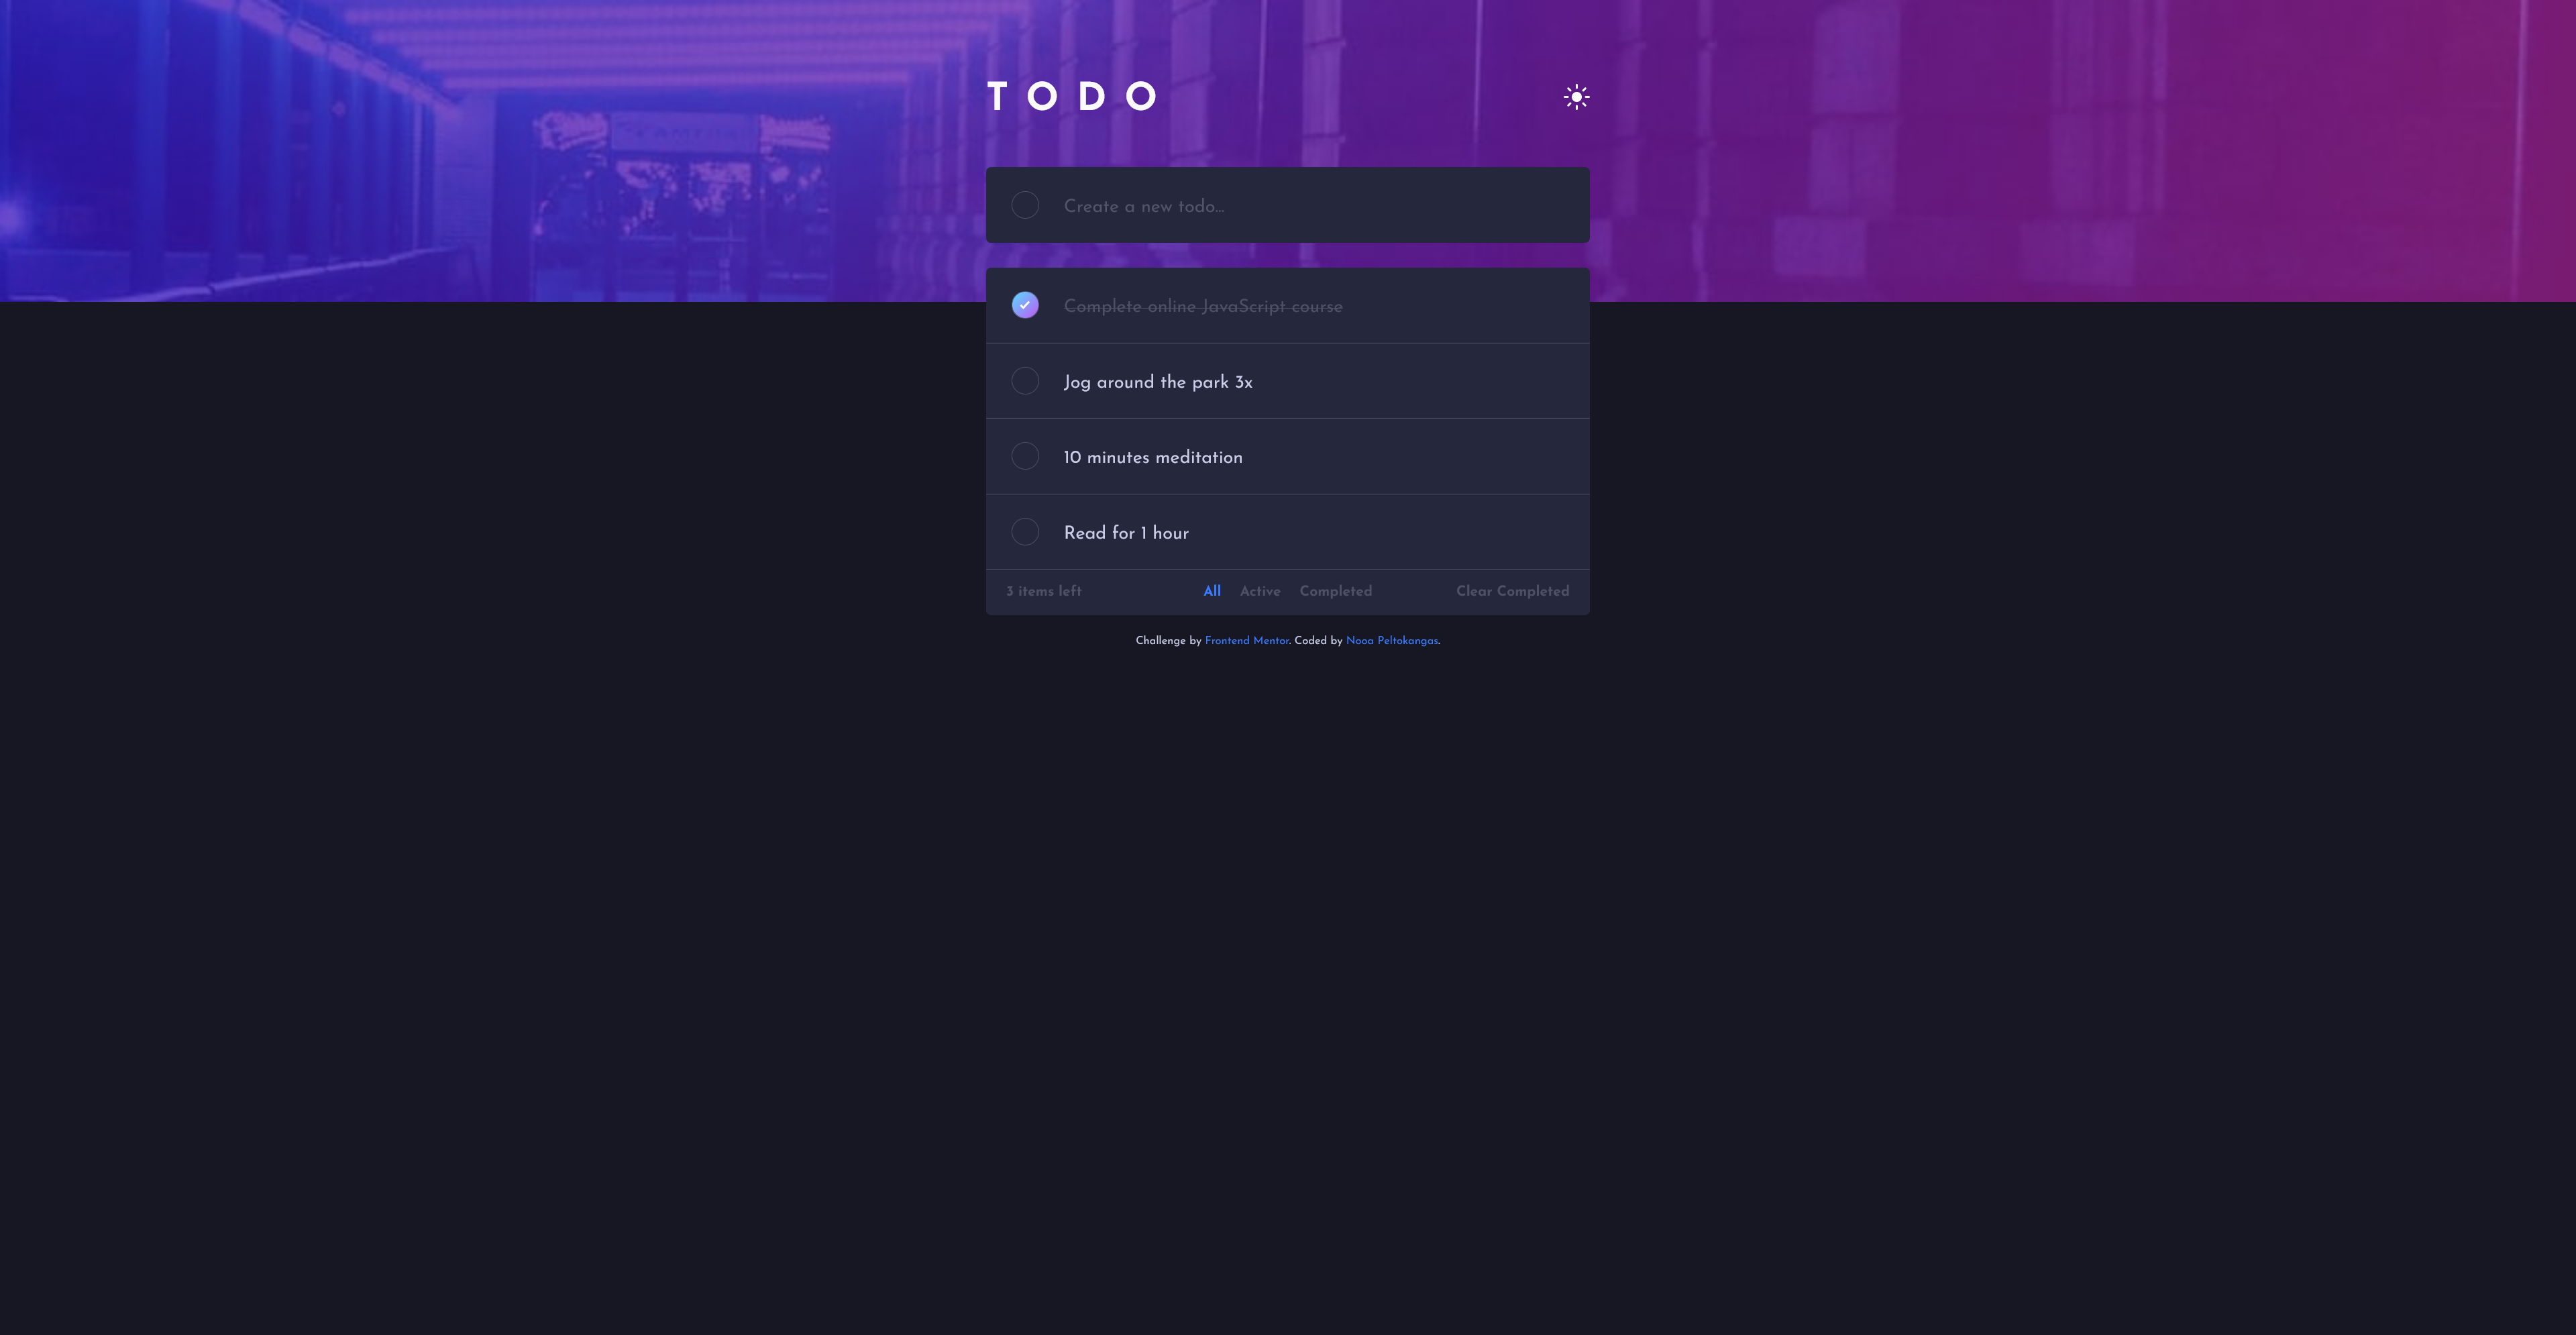 TODO
Create a new todo...
Complete online JavaScript course
Jog around the park 3x
10 minutes meditation
Read for 1 hour
3 items left All Active Completed Clear Completed
Challenge by Frontend Mentor. Coded by Nooa Peltokangas.